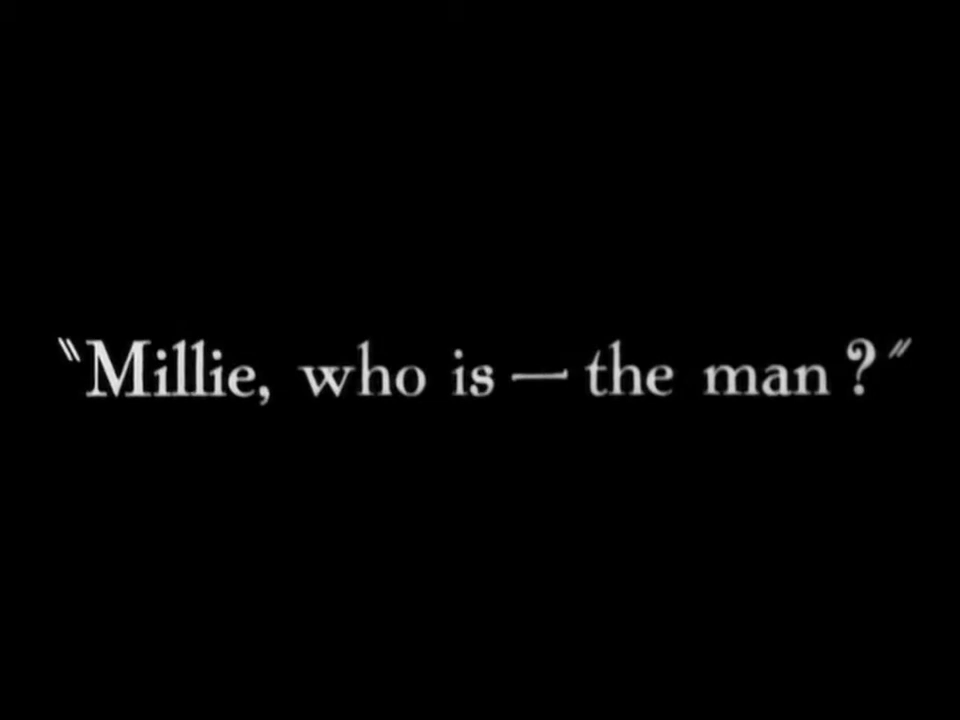 "Millie, who is — the man?"